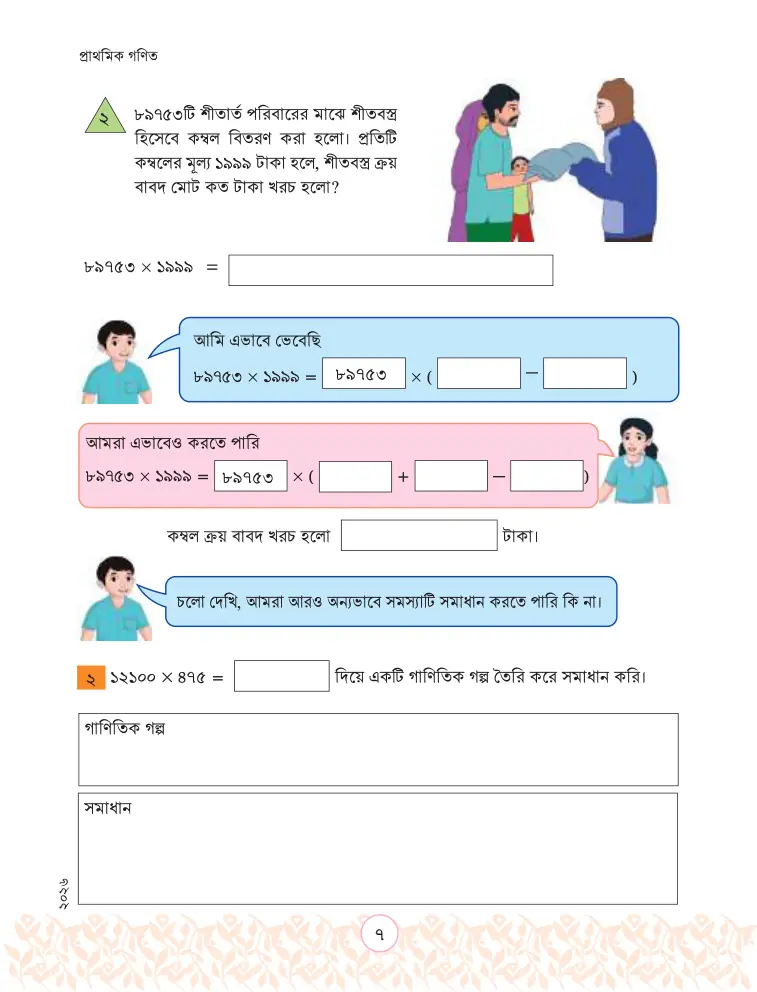 প্রাথমিক গণিত
২
৮৯৭৫৩টি শীতার্ত পরিবারের মাঝে শীতবস্ত্র
হিসেবে কম্বল বিতরণ করা হলো। প্রতিটি
কম্বলের মূল্য ১৯৯৯ টাকা হলে, শীতবস্ত্র ক্রয়
বাবদ মোট কত টাকা খরচ হলো?
৮৯৭৫৩ × ১৯৯৯ =
আমি এভাবে ভেবেছি
৮৯৭৫৩ × ১৯৯৯ = ৮৯৭৫৩ × ( − )
আমরা এভাবেও করতে পারি
৮৯৭৫৩ × ১৯৯৯ = ৮৯৭৫৩ × ( + − )
কম্বল ক্রয় বাবদ খরচ হলো টাকা।
চলো দেখি, আমরা আরও অন্যভাবে সমস্যাটি সমাধান করতে পারি কি না।
২ ১২১০০ × ৪৭৫ = দিয়ে একটি গাণিতিক গল্প তৈরি করে সমাধান করি।
গাণিতিক গল্প
সমাধান
২০২৬
৭